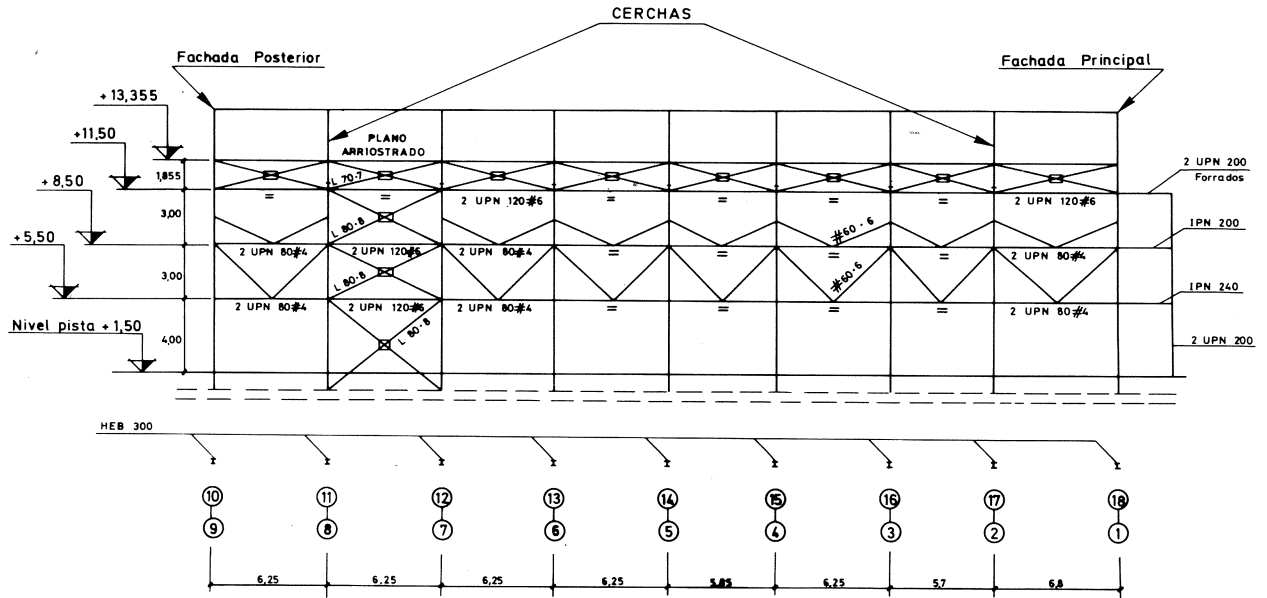 CERCHAS
Fachada Posterior
Fachada Principal
+ 13,355
+11,50
PLANO
ARRIOSTRADO
+ 8,50
1,855
L 70·7
2 UPN 200
Forrados
=
2 UPN 120#6
=
=
=
=
2 UPN 120#6
3,00
L 80·8
#60·6
IPN 200
+ 5,50
2 UPN 80#4
2 UPN 120#6
2 UPN 80#4
=
=
=
=
2 UPN 80#4
3,00
L 80·8
#60·6
IPN 240
2 UPN 80#4
2 UPN 120#6
2 UPN 80#4
=
=
=
=
2 UPN 80#4
Nivel pista + 1,50
4,00
L 80·8
2 UPN 200
HEB 300
10 11 12 13 14 15 16 17 18
9 8 7 6 5 4 3 2 1
6,25 6,25 6,25 6,25 5,85 6,25 5,7 6,8